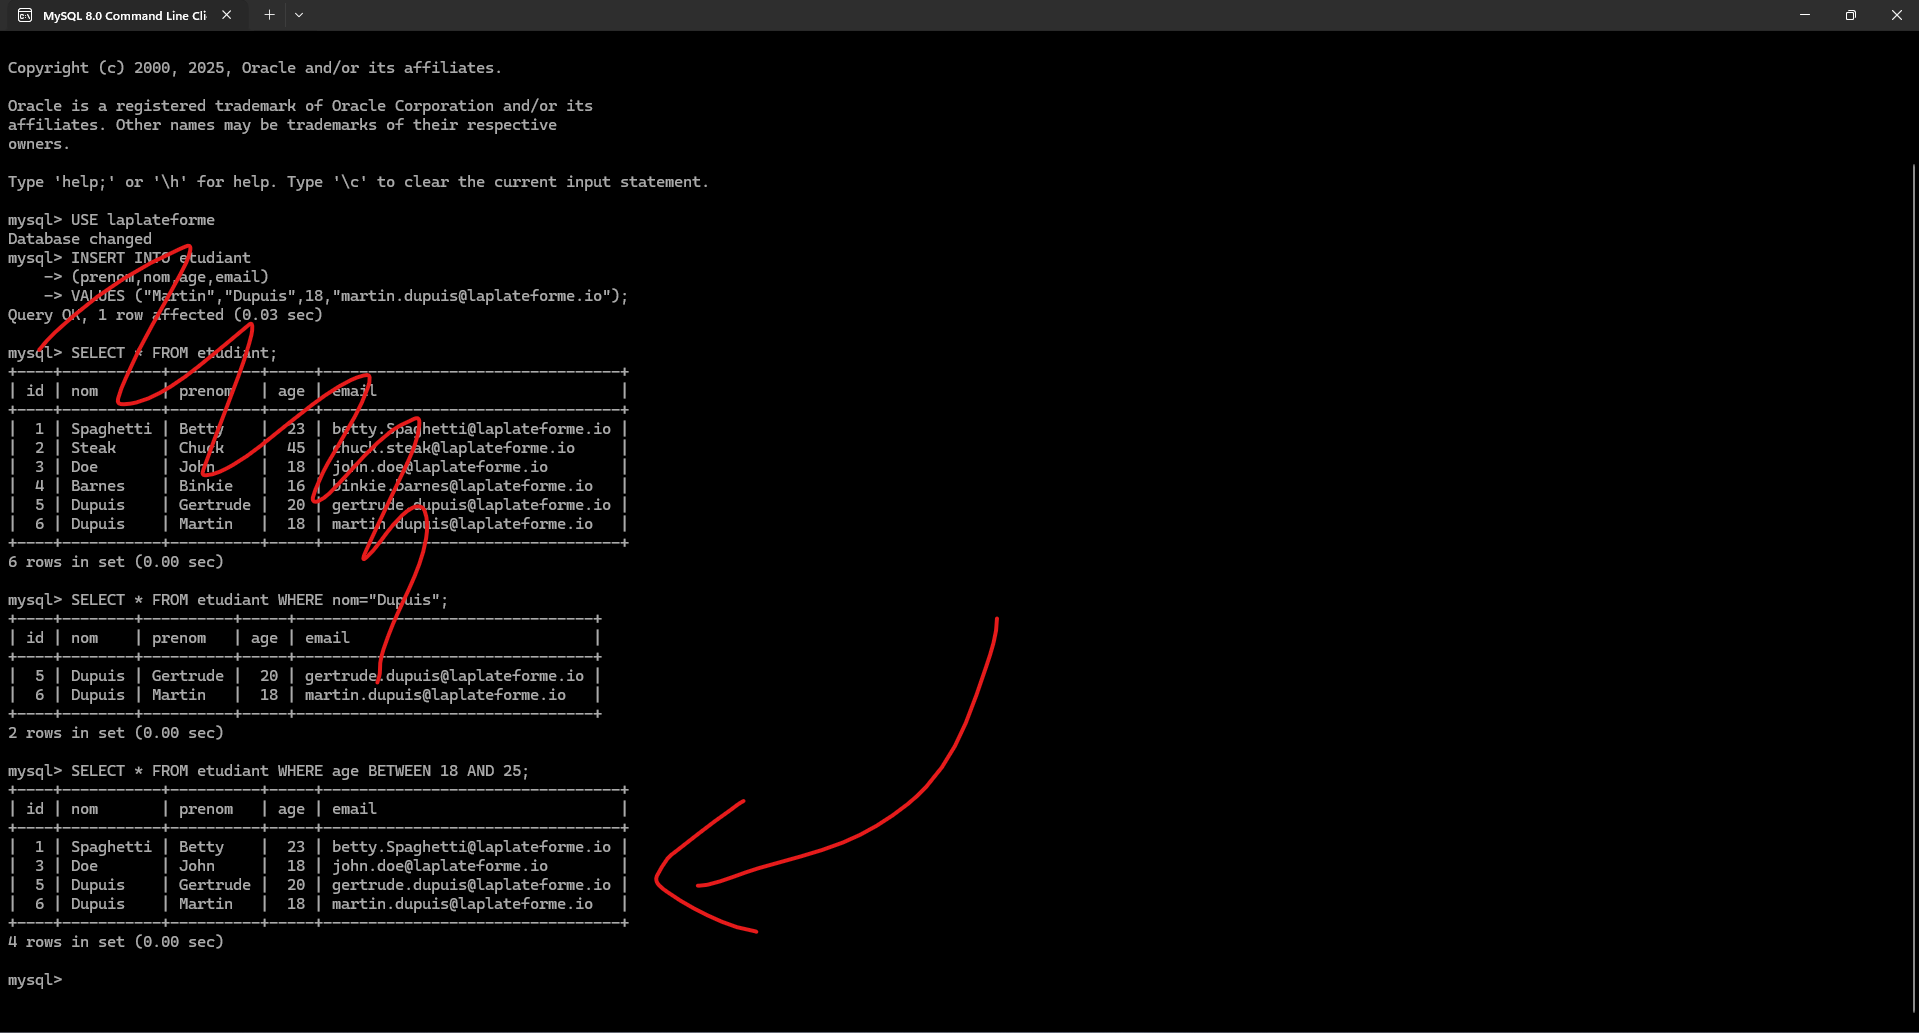 MySQL 8.0 Command Line Cli
Copyright (c) 2000, 2025, Oracle and/or its affiliates.
Oracle is a registered trademark of Oracle Corporation and/or its
affiliates. Other names may be trademarks of their respective
owners.
Type 'help;' or '\h' for help. Type '\c' to clear the current input statement.
mysql> USE laplateforme
Database changed
mysql> INSERT INTO etudiant
    -> (prenom,nom,age,email)
    -> VALUES ("Martin","Dupuis",18,"martin.dupuis@laplateforme.io");
Query OK, 1 row affected (0.03 sec)
mysql> SELECT * FROM etudiant;
+----+-----------+----------+-----+---------------------------------+
| id | nom       | prenom   | age | email                           |
+----+-----------+----------+-----+---------------------------------+
|  1 | Spaghetti | Betty    |  23 | betty.Spaghetti@laplateforme.io |
|  2 | Steak     | Chuck    |  45 | chuck.steak@laplateforme.io     |
|  3 | Doe       | John     |  18 | john.doe@laplateforme.io        |
|  4 | Barnes    | Binkie   |  16 | binkie.barnes@laplateforme.io   |
|  5 | Dupuis    | Gertrude |  20 | gertrude.dupuis@laplateforme.io |
|  6 | Dupuis    | Martin   |  18 | martin.dupuis@laplateforme.io   |
+----+-----------+----------+-----+---------------------------------+
6 rows in set (0.00 sec)
mysql> SELECT * FROM etudiant WHERE nom="Dupuis";
+----+--------+----------+-----+---------------------------------+
| id | nom    | prenom   | age | email                           |
+----+--------+----------+-----+---------------------------------+
|  5 | Dupuis | Gertrude |  20 | gertrude.dupuis@laplateforme.io |
|  6 | Dupuis | Martin   |  18 | martin.dupuis@laplateforme.io   |
+----+--------+----------+-----+---------------------------------+
2 rows in set (0.00 sec)
mysql> SELECT * FROM etudiant WHERE age BETWEEN 18 AND 25;
+----+-----------+----------+-----+---------------------------------+
| id | nom       | prenom   | age | email                           |
+----+-----------+----------+-----+---------------------------------+
|  1 | Spaghetti | Betty    |  23 | betty.Spaghetti@laplateforme.io |
|  3 | Doe       | John     |  18 | john.doe@laplateforme.io        |
|  5 | Dupuis    | Gertrude |  20 | gertrude.dupuis@laplateforme.io |
|  6 | Dupuis    | Martin   |  18 | martin.dupuis@laplateforme.io   |
+----+-----------+----------+-----+---------------------------------+
4 rows in set (0.00 sec)
mysql>